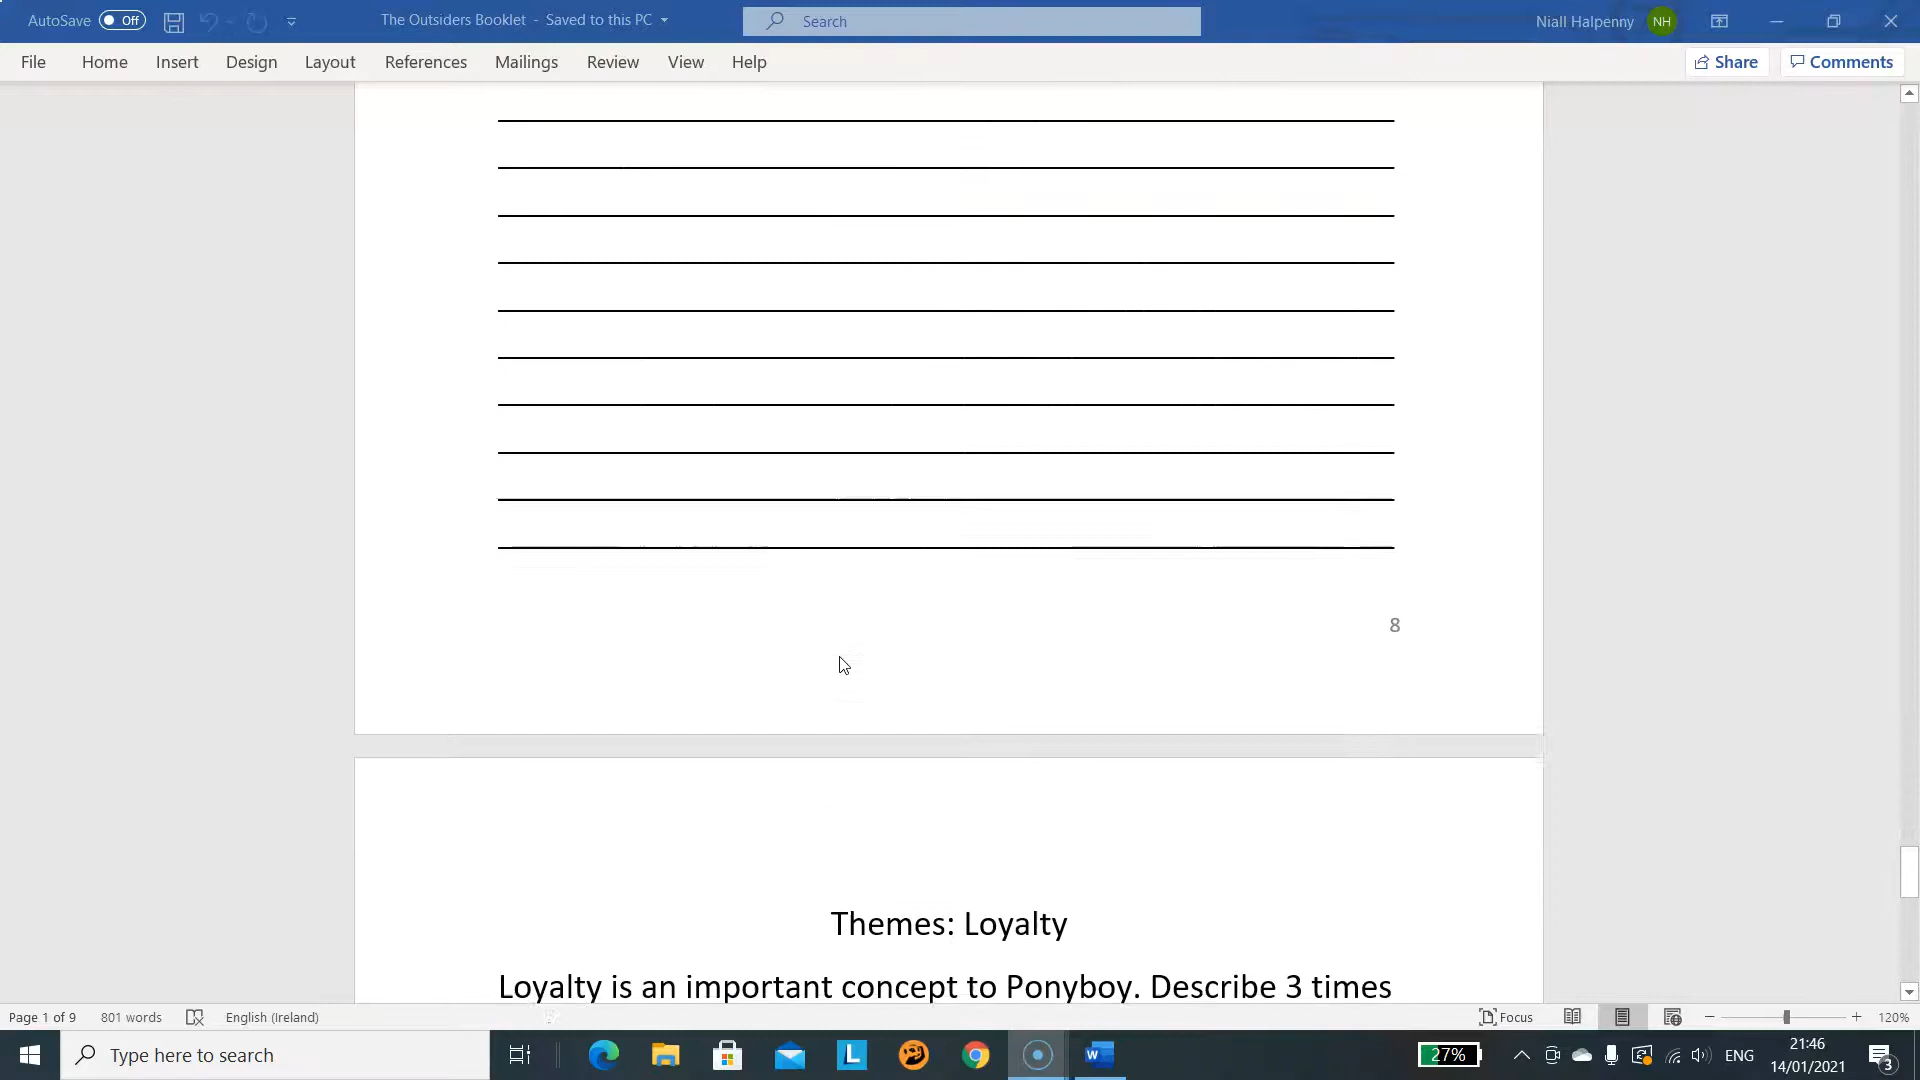 AutoSave Off The Outsiders Booklet - Saved to this PC Search Niall Halpenny NH
File Home Insert Design Layout References Mailings Review View Help Share Comments
8
Themes: Loyalty
Loyalty is an important concept to Ponyboy. Describe 3 times
Page 1 of 9 801 words English (Ireland) Focus 120%
Type here to search L W 27% ENG 21:46
14/01/2021 3